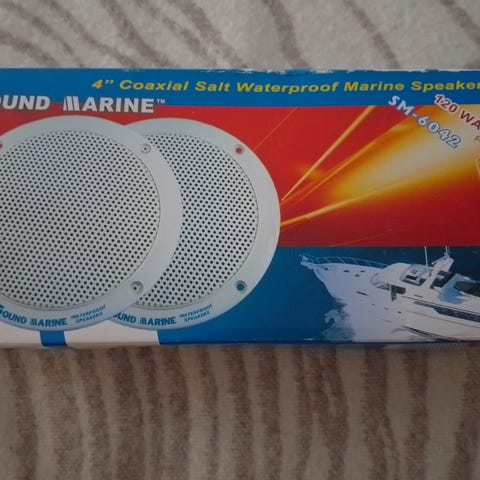 4" Coaxial Salt Waterproof Marine Speaker
OUND MARINE™
120 WA
SM-6042
SOUND MARINE WATERPROOF
SPEAKERS
OUND MARINE WATERPROOF
SPEAKERS